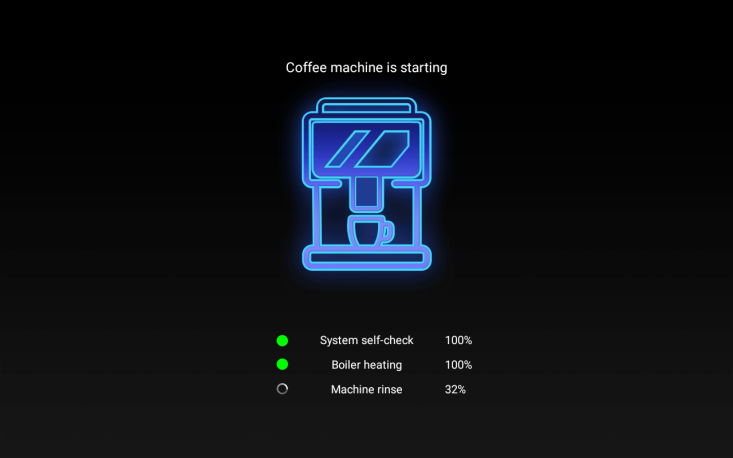 Coffee machine is starting
System self-check 100%
Boiler heating 100%
Machine rinse 32%